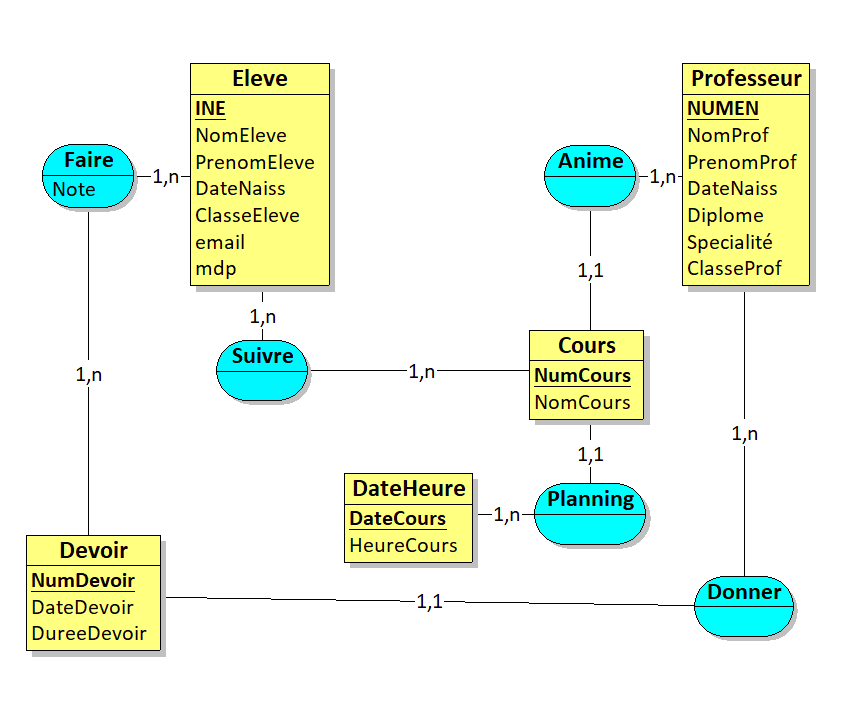 Eleve
INE
NomEleve
PrenomEleve
DateNaiss
ClasseEleve
email
mdp
Professeur
NUMEN
NomProf
PrenomProf
DateNaiss
Diplome
Specialité
ClasseProf
Faire
Note
1,n
Anime
1,n
1,1
1,n
Suivre
1,n
Cours
NumCours
NomCours
1,n
1,n
1,1
DateHeure
DateCours
HeureCours
1,n
Planning
Devoir
NumDevoir
DateDevoir
DureeDevoir
1,1
Donner